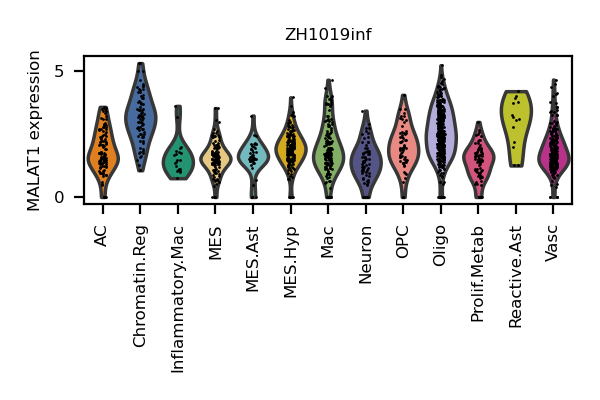 ZH1019inf
MALAT1 expression
5
0
AC
Chromatin.Reg
Inflammatory.Mac
MES
MES.Ast
MES.Hyp
Mac
Neuron
OPC
Oligo
Prolif.Metab
Reactive.Ast
Vasc